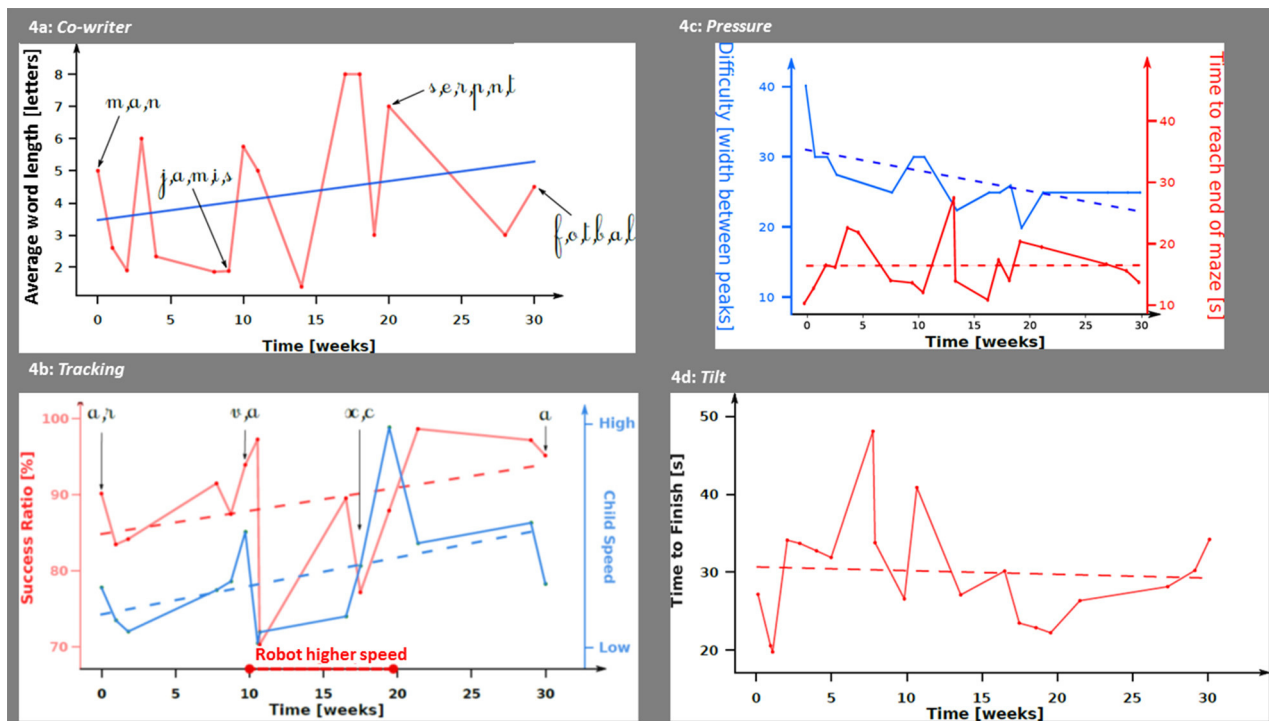 4a: Co-writer
Average word length [letters]
8
7
6
5
4
3
2
m,a,n
j,a,m,i,s
s,e,r,p,n,t
f,o,t,b,a,l
0 5 10 15 20 25 30
Time [weeks]
4c: Pressure
Difficulty [width between peaks]
40
30
20
10
Time to reach end of maze [s]
40
30
20
10
0 5 10 15 20 25 30
Time [weeks]
4b: Tracking
Success Ratio [%]
100
90
80
70
a,r
v,a
x,c
a
High
Low
Child Speed
Robot higher speed
0 5 10 15 20 25 30
Time [weeks]
4d: Tilt
Time to Finish [s]
50
40
30
20
0 5 10 15 20 25 30
Time [weeks]